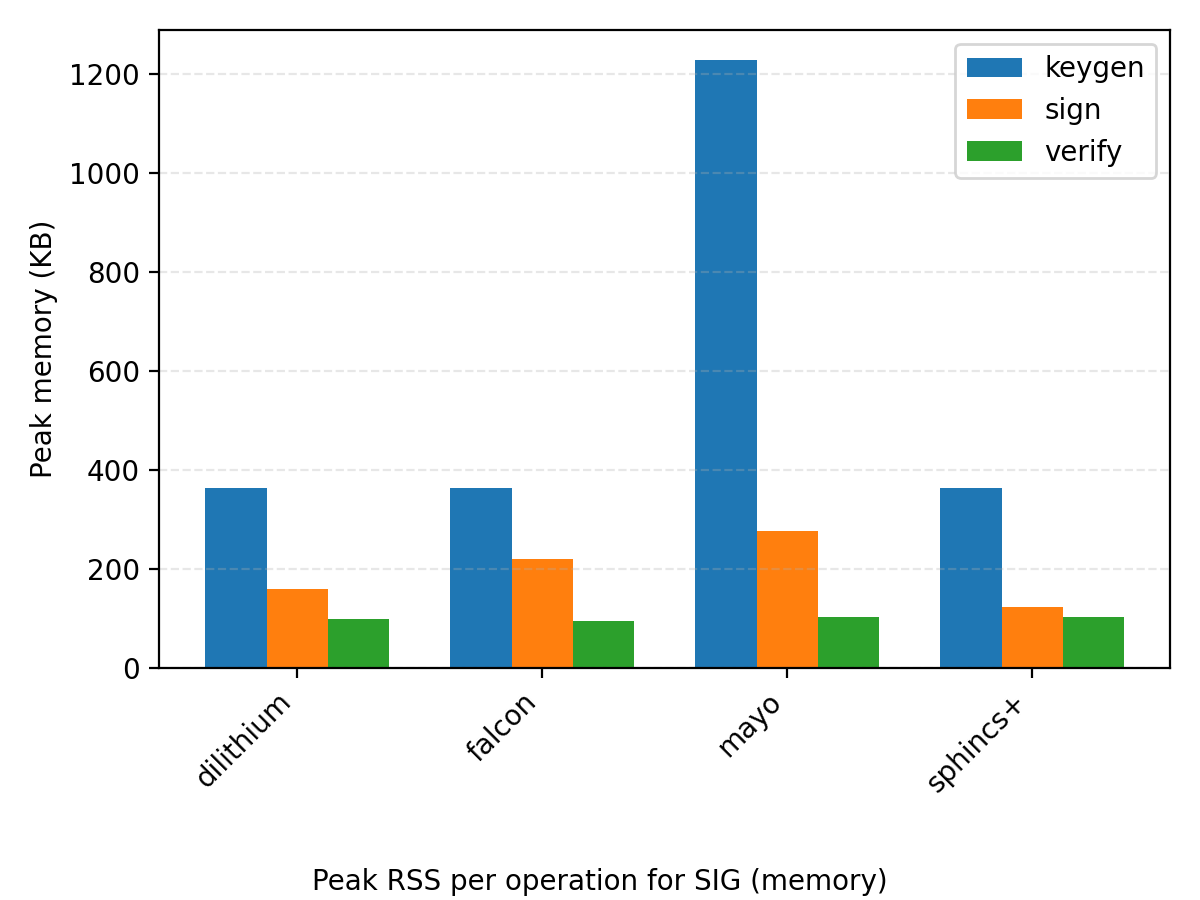 1200
1000
800
600
400
200
0
Peak memory (KB)
keygen
sign
verify
dilithium
falcon
mayo
sphincs+
Peak RSS per operation for SIG (memory)